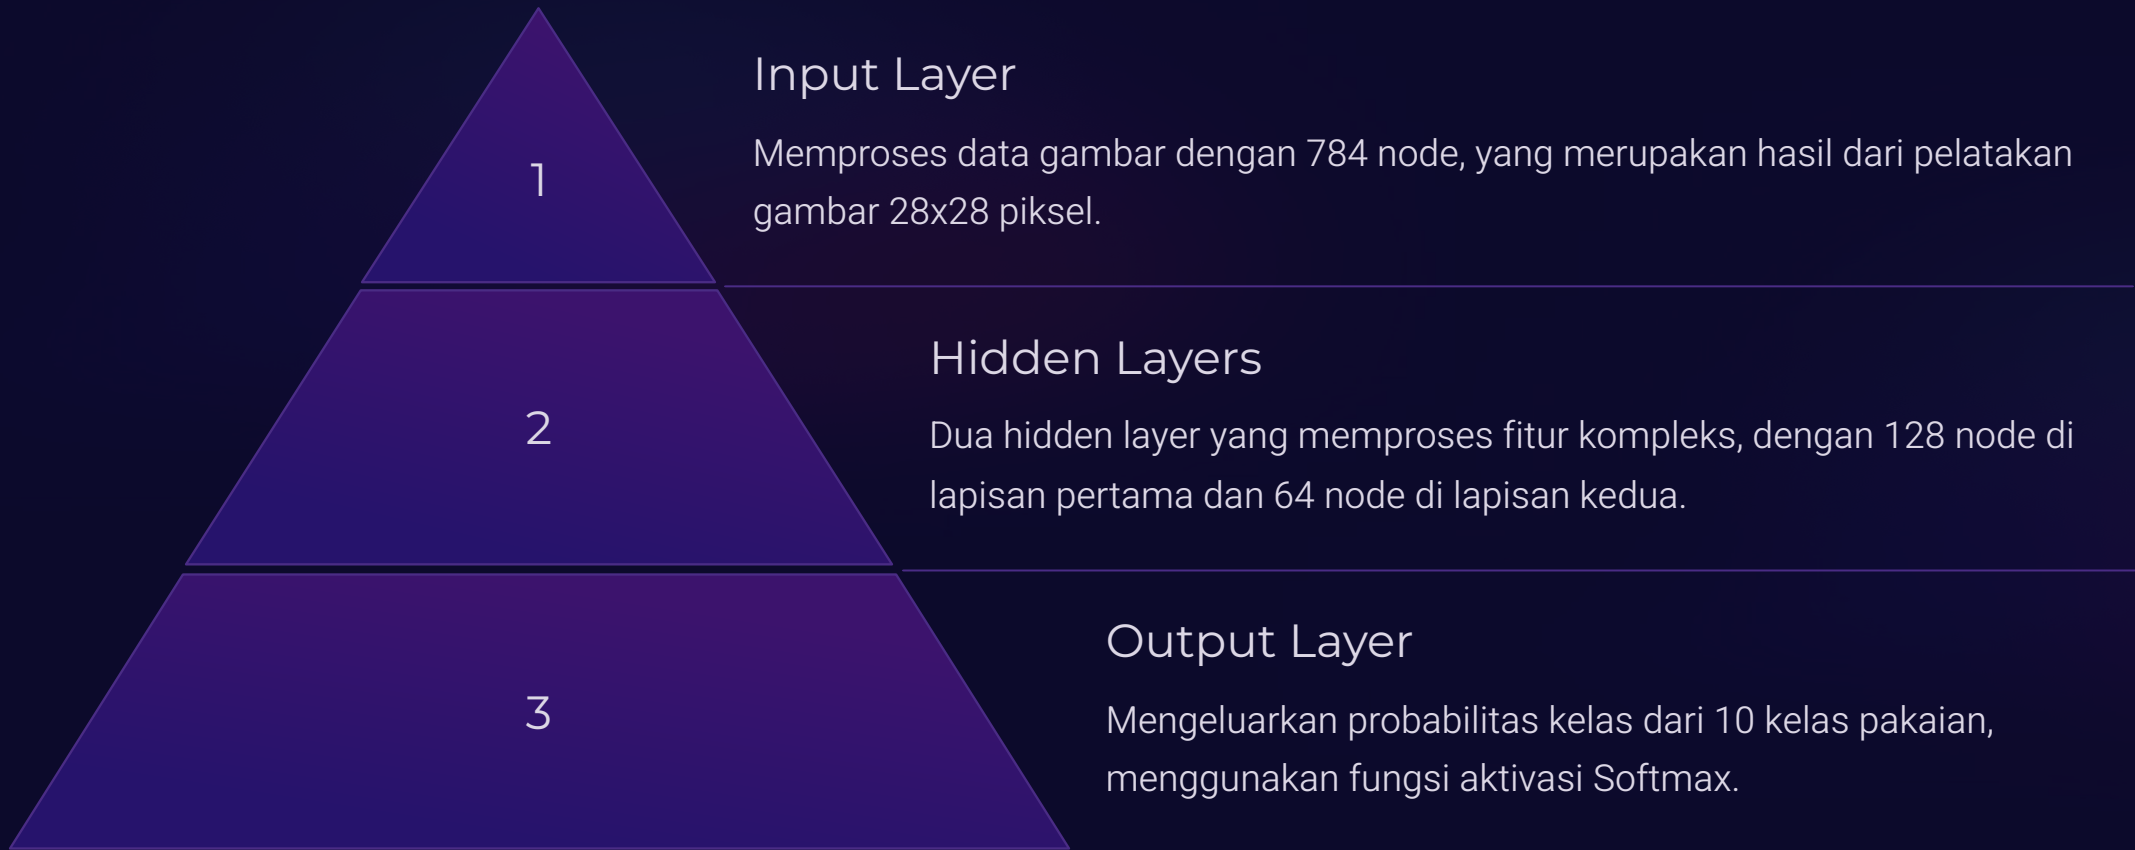 1
Input Layer
Memproses data gambar dengan 784 node, yang merupakan hasil dari pelatakan
gambar 28x28 piksel.
2
Hidden Layers
Dua hidden layer yang memproses fitur kompleks, dengan 128 node di
lapisan pertama dan 64 node di lapisan kedua.
3
Output Layer
Mengeluarkan probabilitas kelas dari 10 kelas pakaian,
menggunakan fungsi aktivasi Softmax.